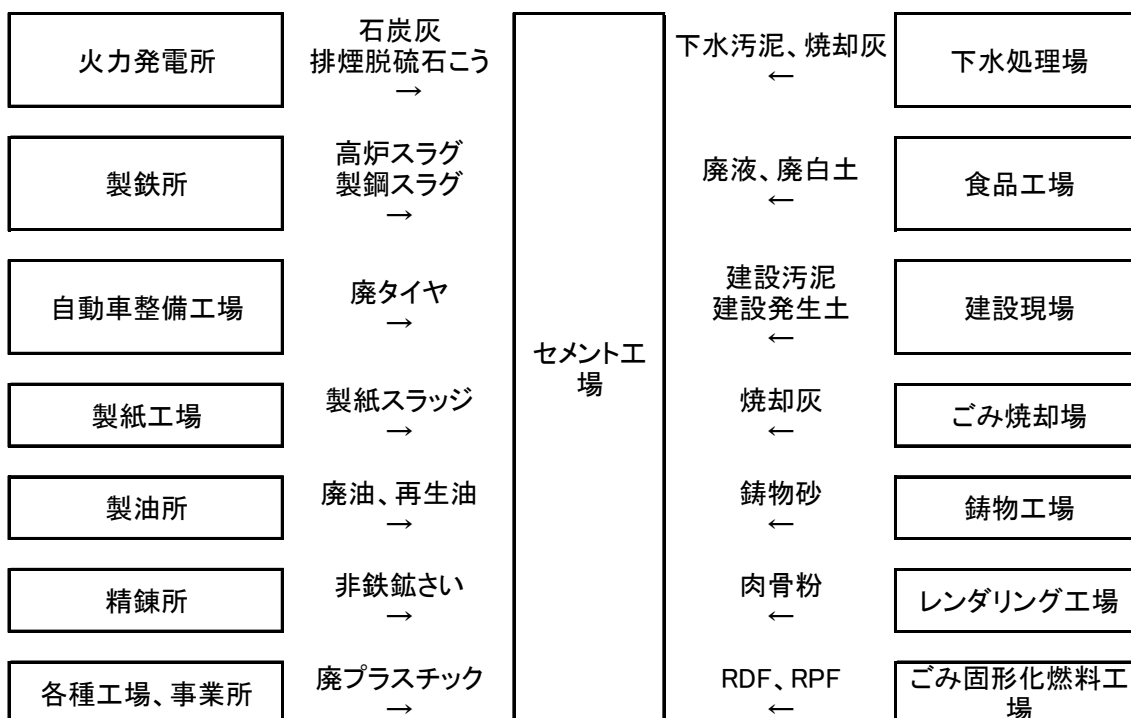 火力発電所
石炭灰
排煙脱硫石こう
→
下水汚泥、焼却灰
←
下水処理場
製鉄所
高炉スラグ
製鋼スラグ
→
廃液、廃白土
←
食品工場
自動車整備工場
廃タイヤ
→
セメント工
場
建設汚泥
建設発生土
←
建設現場
製紙工場
製紙スラッジ
→
焼却灰
←
ごみ焼却場
製油所
廃油、再生油
→
鋳物砂
←
鋳物工場
精錬所
非鉄鉱さい
→
肉骨粉
←
レンダリング工場
各種工場、事業所
廃プラスチック
→
RDF、RPF
←
ごみ固形化燃料工
場